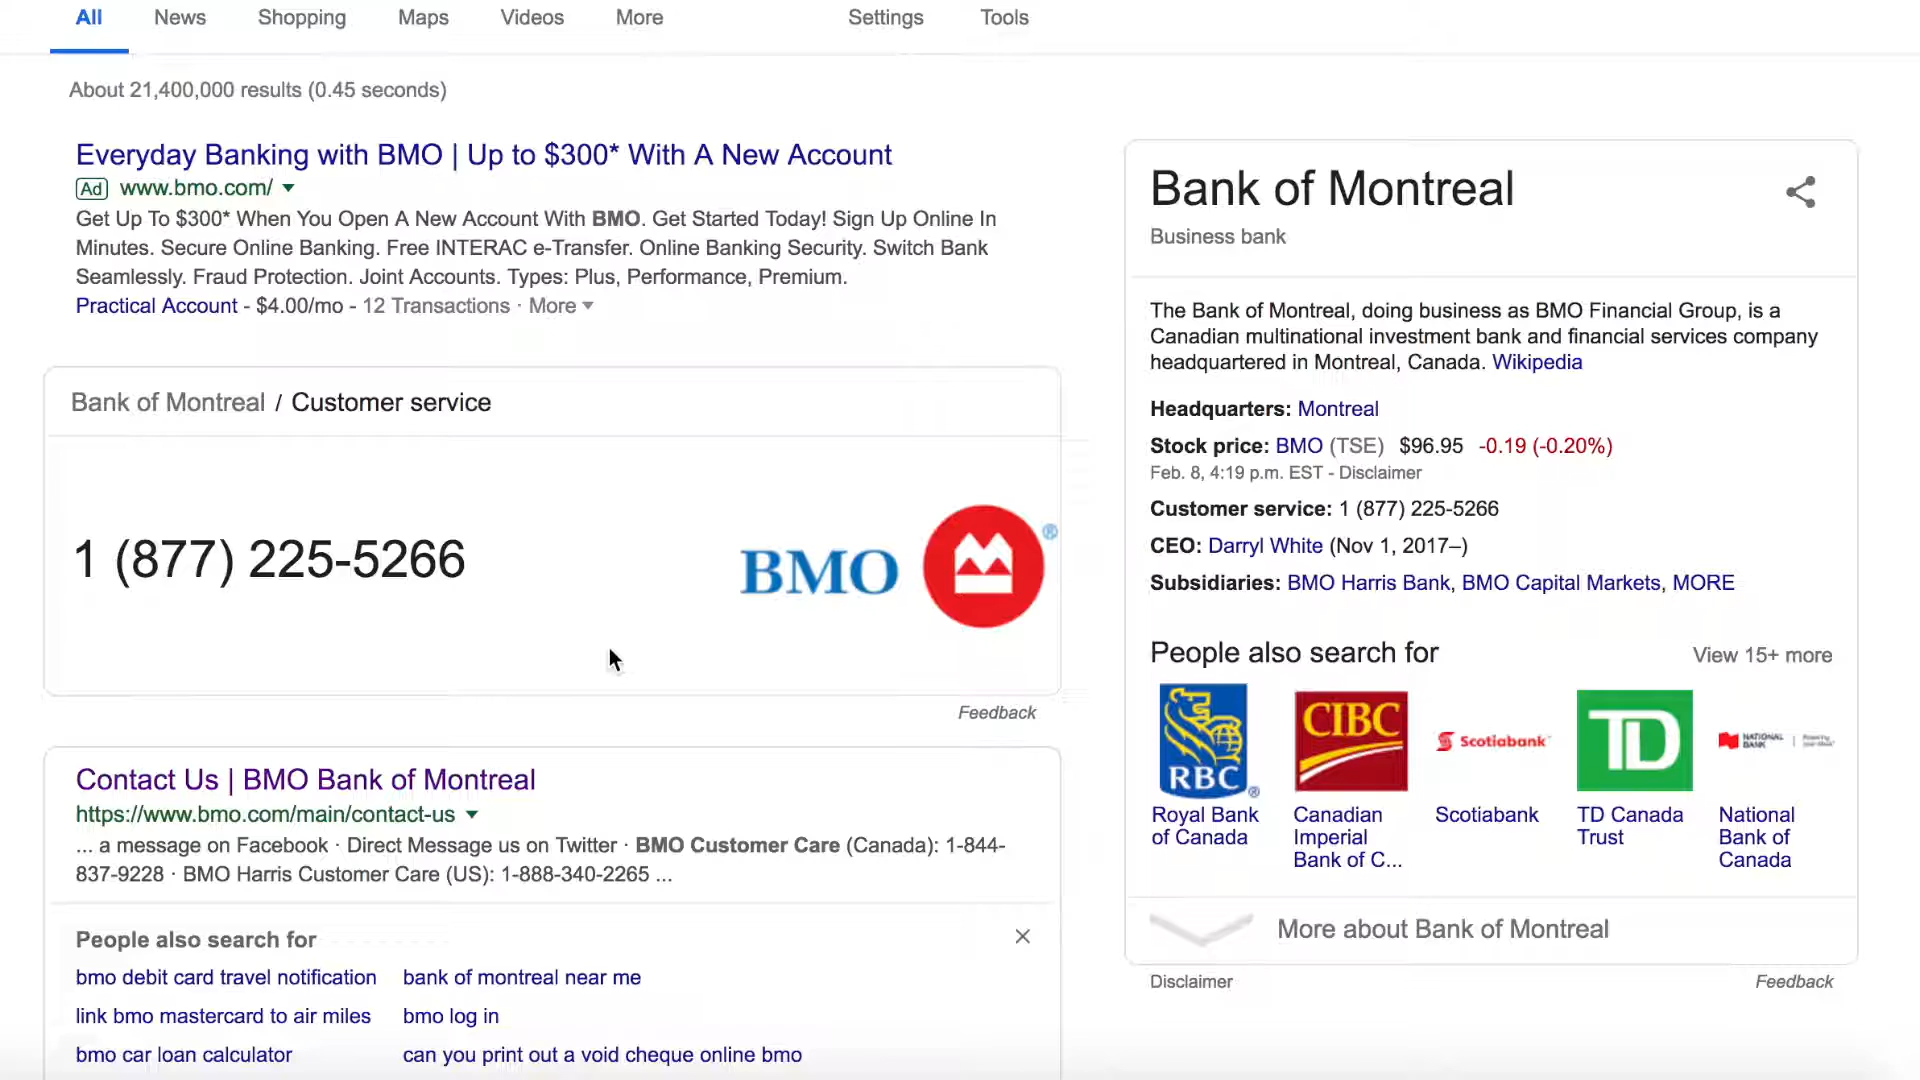 All News Shopping Maps Videos More Settings Tools
About 21,400,000 results (0.45 seconds)
Everyday Banking with BMO | Up to $300* With A New Account
Ad www.bmo.com/
Get Up To $300* When You Open A New Account With BMO. Get Started Today! Sign Up Online In
Minutes. Secure Online Banking. Free INTERAC e-Transfer. Online Banking Security. Switch Bank
Seamlessly. Fraud Protection. Joint Accounts. Types: Plus, Performance, Premium.
Practical Account - $4.00/mo - 12 Transactions · More
Bank of Montreal / Customer service
1 (877) 225-5266
BMO ®
Feedback
Contact Us | BMO Bank of Montreal
https://www.bmo.com/main/contact-us
... a message on Facebook · Direct Message us on Twitter · BMO Customer Care (Canada): 1-844-
837-9228 · BMO Harris Customer Care (US): 1-888-340-2265 ...
People also search for
bmo debit card travel notification bank of montreal near me
link bmo mastercard to air miles bmo log in
bmo car loan calculator can you print out a void cheque online bmo
Bank of Montreal
Business bank
The Bank of Montreal, doing business as BMO Financial Group, is a
Canadian multinational investment bank and financial services company
headquartered in Montreal, Canada. Wikipedia
Headquarters: Montreal
Stock price: BMO (TSE) $96.95 -0.19 (-0.20%)
Feb. 8, 4:19 p.m. EST - Disclaimer
Customer service: 1 (877) 225-5266
CEO: Darryl White (Nov 1, 2017–)
Subsidiaries: BMO Harris Bank, BMO Capital Markets, MORE
People also search for View 15+ more
RBC ® CIBC Scotiabank TD NATIONAL
BANK
Royal Bank
of Canada
Canadian
Imperial
Bank of C...
Scotiabank
TD Canada
Trust
National
Bank of
Canada
More about Bank of Montreal
Disclaimer Feedback